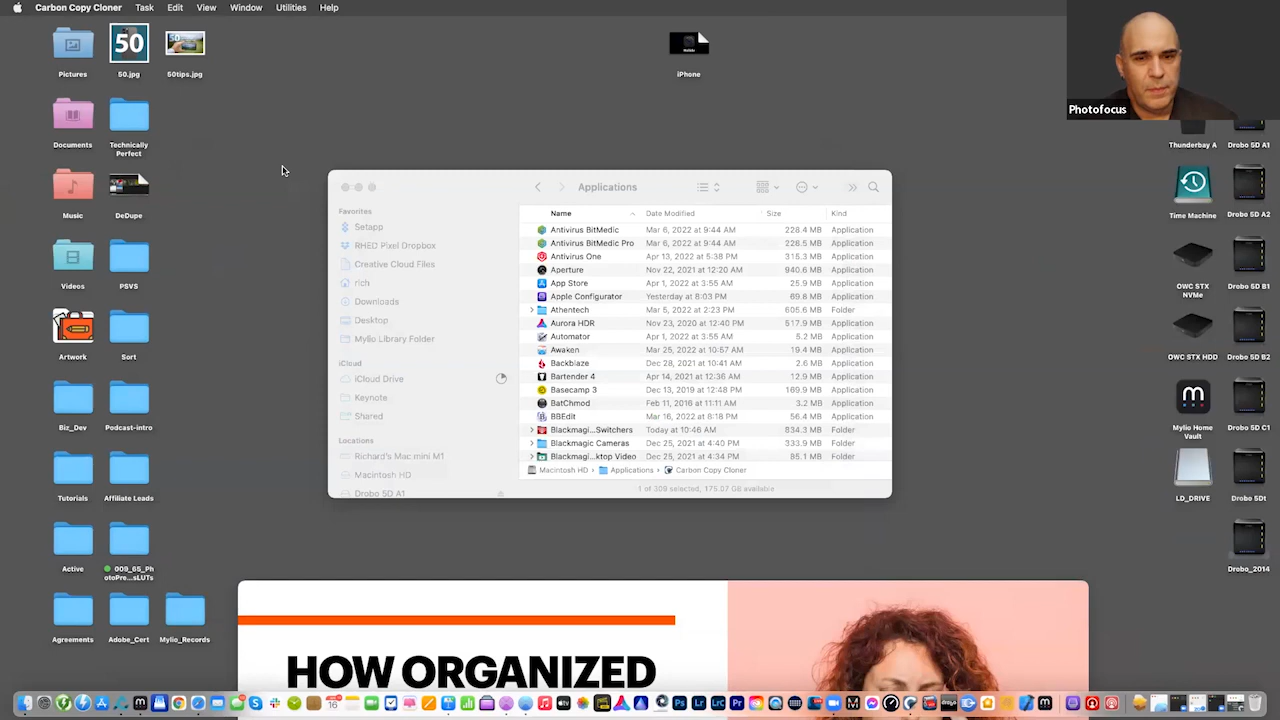 Carbon Copy Cloner Task Edit View Window Utilities Help
50
Pictures 50.jpg 50tips.jpg
iPhone
Photofocus
Documents Technically
Perfect
Music DeDupe
Videos PSVS
Artwork Sort
Biz_Dev Podcast-intro
Tutorials Affiliate Leads
Active 009_65_Ph
otoPre...sLUTs
Agreements Adobe_Cert Mylio_Records
Applications
Favorites
Setapp
RHED Pixel Dropbox
Creative Cloud Files
rich
Downloads
Desktop
Mylio Library Folder
iCloud
iCloud Drive
Keynote
Shared
Locations
Richard's Mac mini M1
Macintosh HD
Drobo 5D A1
Name Date Modified Size Kind
Antivirus BitMedic Mar 6, 2022 at 9:44 AM 228.4 MB Application
Antivirus BitMedic Pro Mar 6, 2022 at 9:44 AM 228.5 MB Application
Antivirus One Apr 13, 2022 at 5:38 PM 315.3 MB Application
Aperture Nov 22, 2021 at 12:20 AM 940.6 MB Application
App Store Apr 1, 2022 at 3:55 AM 25.9 MB Application
Apple Configurator Yesterday at 8:03 PM 69.8 MB Application
Athentech Mar 5, 2022 at 2:23 PM 605.6 MB Folder
Aurora HDR Nov 23, 2020 at 12:40 PM 517.9 MB Application
Automator Apr 1, 2022 at 3:55 AM 5.2 MB Application
Awaken Mar 25, 2022 at 10:57 AM 19.4 MB Application
Backblaze Dec 28, 2021 at 10:41 AM 2.6 MB Application
Bartender 4 Apr 14, 2021 at 12:36 AM 12.9 MB Application
Basecamp 3 Dec 13, 2019 at 12:48 PM 169.9 MB Application
BatChmod Feb 11, 2016 at 11:11 AM 3.2 MB Application
BBEdit Mar 16, 2022 at 8:18 PM 56.4 MB Application
Blackmagi...Switchers Today at 10:46 AM 834.3 MB Folder
Blackmagic Cameras Dec 25, 2021 at 4:40 PM 333.9 MB Folder
Blackmagi...ktop Video Dec 25, 2021 at 4:34 PM 85.1 MB Folder
Macintosh HD Applications Carbon Copy Cloner
1 of 309 selected, 175.07 GB available
Thunderbay A Drobo 5D A1
Time Machine Drobo 5D A2
OWC STX
NVMe Drobo 5D B1
OWC STX HDD Drobo 5D B2
Mylio Home
Vault Drobo 5D C1
LD_DRIVE Drobo 5Dt
Drobo_2014
HOW ORGANIZED